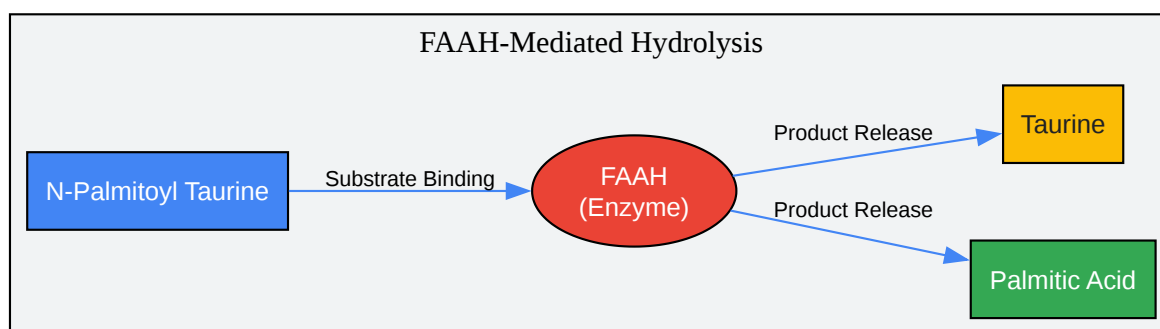 FAAH-Mediated Hydrolysis
N-Palmitoyl Taurine
Substrate Binding
FAAH
(Enzyme)
Product Release
Taurine
Product Release
Palmitic Acid